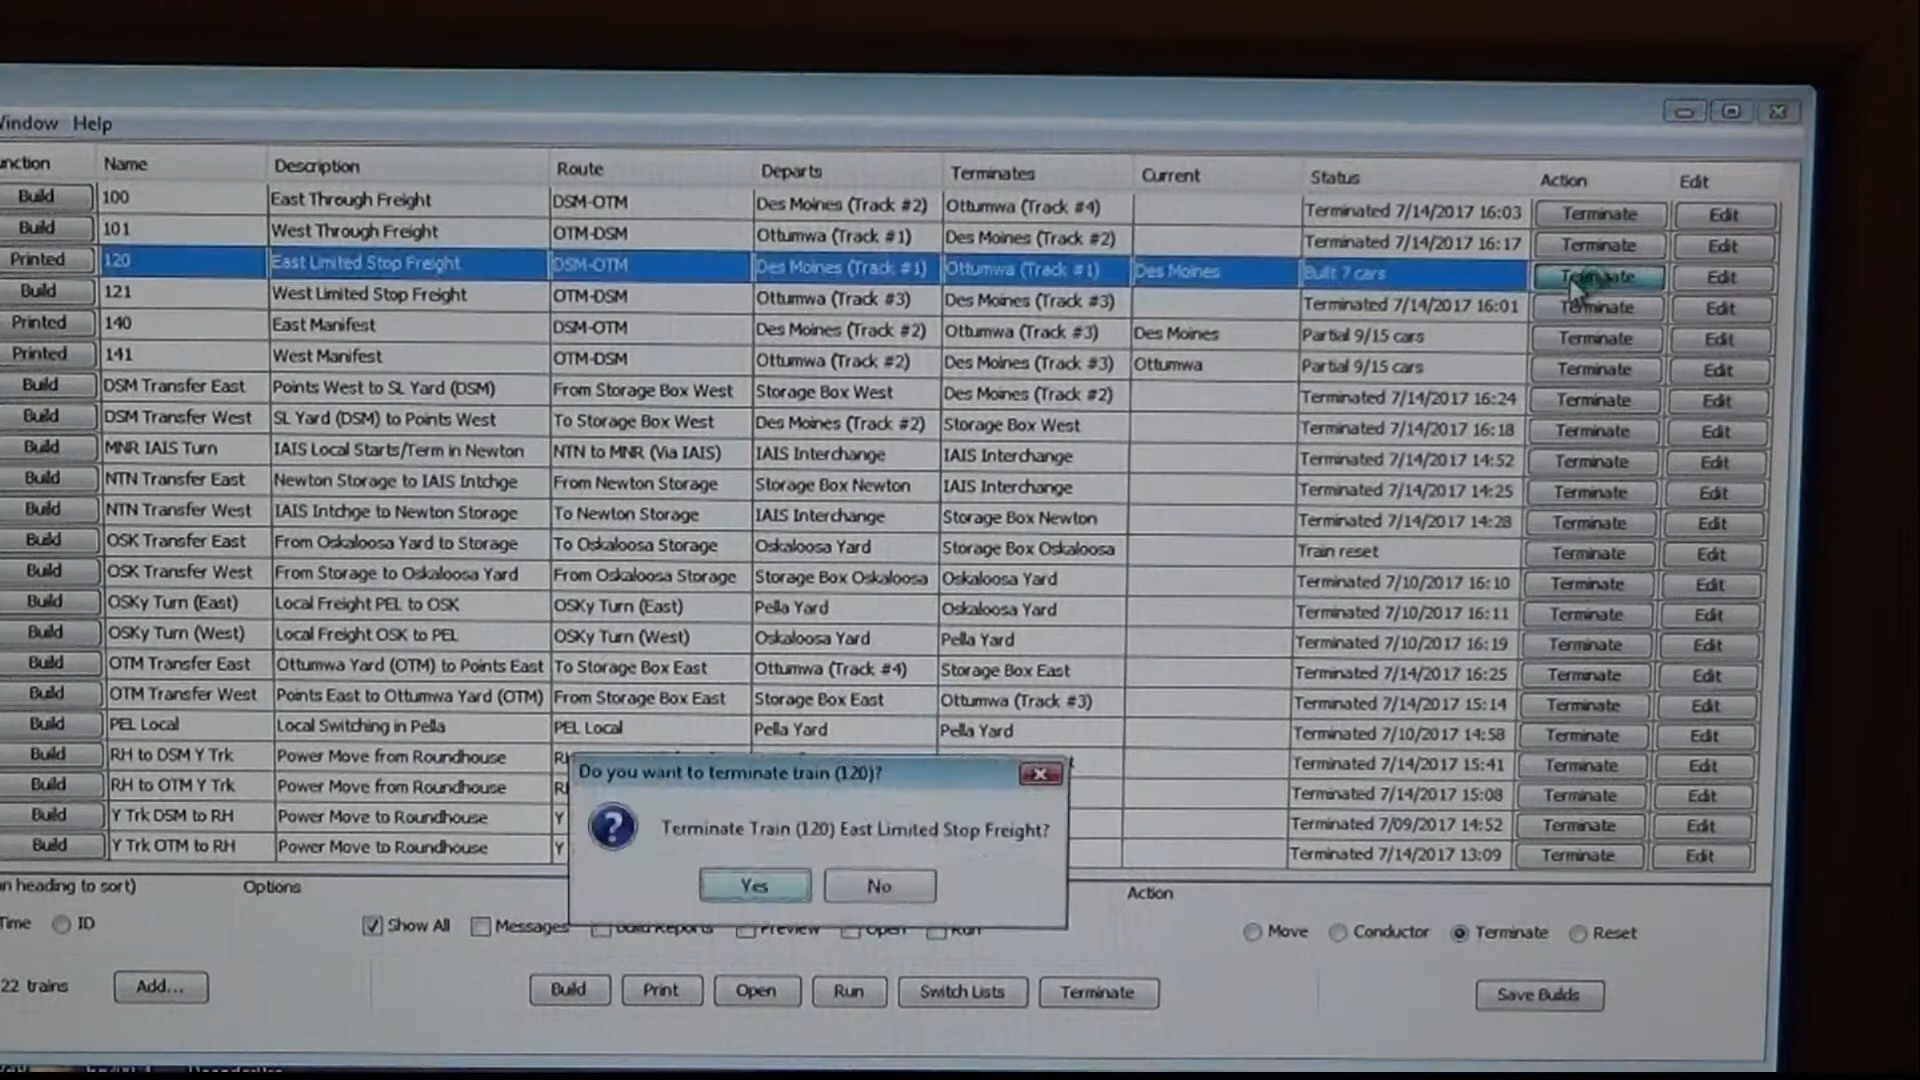 Window Help
unction Name Description Route Departs Terminates Current Status Action Edit
Build 100 East Through Freight DSM-OTM Des Moines (Track #2) Ottumwa (Track #4) Terminated 7/14/2017 16:03 Terminate Edit
Build 101 West Through Freight OTM-DSM Ottumwa (Track #1) Des Moines (Track #2) Terminated 7/14/2017 16:17 Terminate Edit
Printed 120 East Limited Stop Freight DSM-OTM Des Moines (Track #1) Ottumwa (Track #1) Des Moines Built 7 cars Terminate Edit
Build 121 West Limited Stop Freight OTM-DSM Ottumwa (Track #3) Des Moines (Track #3) Terminated 7/14/2017 16:01 Terminate Edit
Printed 140 East Manifest DSM-OTM Des Moines (Track #2) Ottumwa (Track #3) Des Moines Partial 9/15 cars Terminate Edit
Printed 141 West Manifest OTM-DSM Ottumwa (Track #2) Des Moines (Track #3) Ottumwa Partial 9/15 cars Terminate Edit
Build DSM Transfer East Points West to SL Yard (DSM) From Storage Box West Storage Box West Des Moines (Track #2) Terminated 7/14/2017 16:24 Terminate Edit
Build DSM Transfer West SL Yard (DSM) to Points West To Storage Box West Des Moines (Track #2) Storage Box West Terminated 7/14/2017 16:18 Terminate Edit
Build MNR IAIS Turn IAIS Local Starts/Term in Newton NTN to MNR (Via IAIS) IAIS Interchange IAIS Interchange Terminated 7/14/2017 14:52 Terminate Edit
Build NTN Transfer East Newton Storage to IAIS Intchge From Newton Storage Storage Box Newton IAIS Interchange Terminated 7/14/2017 14:25 Terminate Edit
Build NTN Transfer West IAIS Intchge to Newton Storage To Newton Storage IAIS Interchange Storage Box Newton Terminated 7/14/2017 14:28 Terminate Edit
Build OSK Transfer East From Oskaloosa Yard to Storage To Oskaloosa Storage Oskaloosa Yard Storage Box Oskaloosa Train reset Terminate Edit
Build OSK Transfer West From Storage to Oskaloosa Yard From Oskaloosa Storage Storage Box Oskaloosa Oskaloosa Yard Terminated 7/10/2017 16:10 Terminate Edit
Build OSKy Turn (East) Local Freight PEL to OSK OSKy Turn (East) Pella Yard Oskaloosa Yard Terminated 7/10/2017 16:11 Terminate Edit
Build OSKy Turn (West) Local Freight OSK to PEL OSKy Turn (West) Oskaloosa Yard Pella Yard Terminated 7/10/2017 16:19 Terminate Edit
Build OTM Transfer East Ottumwa Yard (OTM) to Points East To Storage Box East Ottumwa (Track #4) Storage Box East Terminated 7/14/2017 16:25 Terminate Edit
Build OTM Transfer West Points East to Ottumwa Yard (OTM) From Storage Box East Storage Box East Ottumwa (Track #3) Terminated 7/14/2017 15:14 Terminate Edit
Build PEL Local Local Switching in Pella PEL Local Pella Yard Pella Yard Terminated 7/10/2017 14:58 Terminate Edit
Build RH to DSM Y Trk Power Move from Roundhouse Terminated 7/14/2017 15:41 Terminate Edit
Build RH to OTM Y Trk Power Move from Roundhouse Terminated 7/14/2017 15:08 Terminate Edit
Build Y Trk DSM to RH Power Move to Roundhouse Y Terminated 7/09/2017 14:52 Terminate Edit
Build Y Trk OTM to RH Power Move to Roundhouse Y Terminated 7/14/2017 13:09 Terminate Edit
Do you want to terminate train (120)?
Terminate Train (120) East Limited Stop Freight?
Yes No
n heading to sort) Options Action
Time ID Show All Messages Build Reports Preview Open Run Move Conductor Terminate Reset
22 trains Add... Build Print Open Run Switch Lists Terminate Save Builds